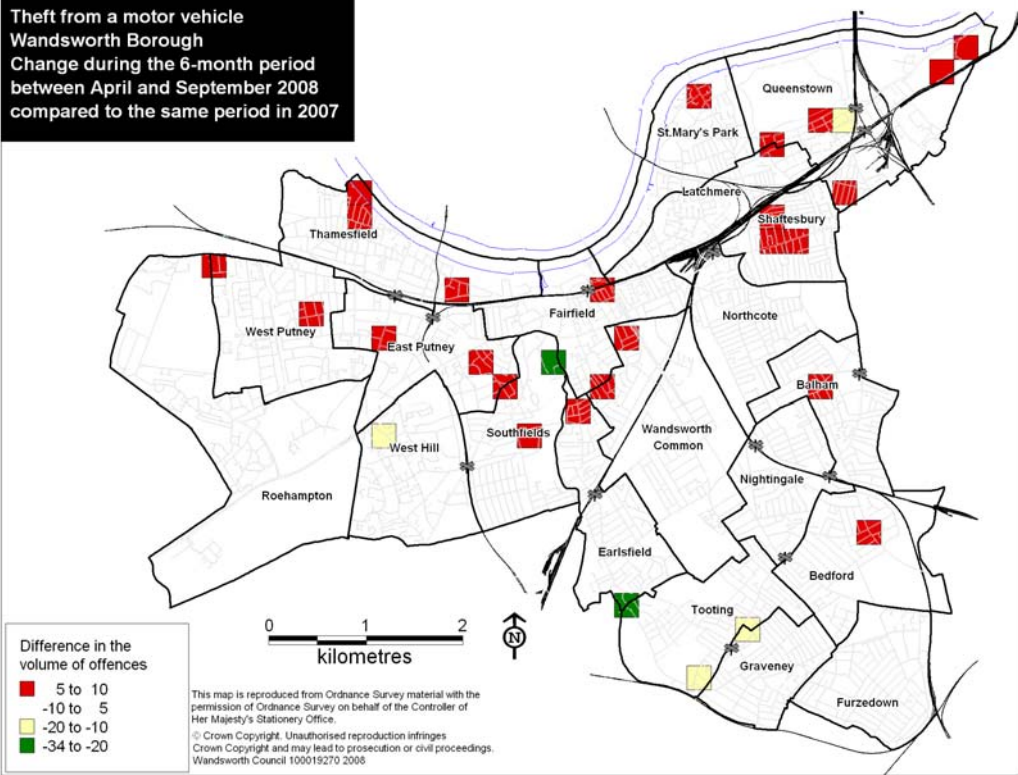 Theft from a motor vehicle
Wandsworth Borough
Change during the 6-month period
between April and September 2008
compared to the same period in 2007
Queenstown
St.Mary's Park
Latchmere
Shaftesbury
Thamesfield
Fairfield
Northcote
West Putney
East Putney
Balham
Southfields
Wandsworth
Common
West Hill
Nightingale
Roehampton
Earlsfield
Bedford
Tooting
Graveney
Furzedown
0 1 2
kilometres
N
Difference in the
volume of offences
5 to 10
-10 to 5
-20 to -10
-34 to -20
This map is reproduced from Ordnance Survey material with the
permission of Ordnance Survey on behalf of the Controller of
Her Majesty's Stationery Office.
© Crown Copyright. Unauthorised reproduction infringes
Crown Copyright and may lead to prosecution or civil proceedings.
Wandsworth Council 100019270 2008